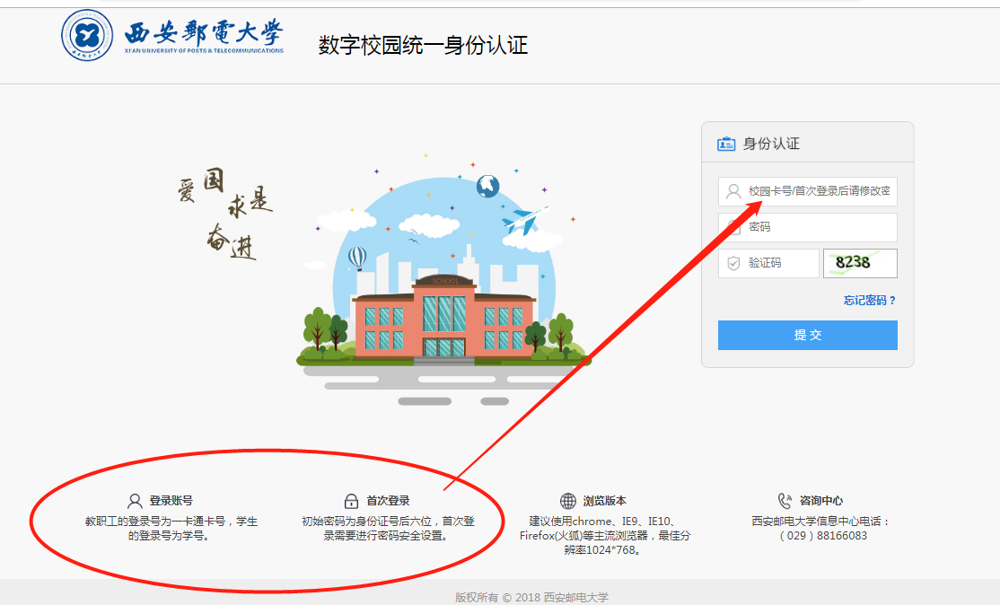 西安郵電大学
XI'AN UNIVERSITY OF POSTS & TELECOMMUNICATIONS
数字校园统一身份认证
爱国
求是
奋进
SCHOOL
身份认证
校园卡号/首次登录后请修改密
密码
验证码
8238
忘记密码？
提 交
登录账号
教职工的登录号为一卡通卡号，学生
的登录号为学号。
首次登录
初始密码为身份证号后六位，首次登
录需要进行密码安全设置。
浏览版本
建议使用chrome、IE9、IE10、
Firefox(火狐)等主流浏览器，最佳分
辨率1024*768。
咨询中心
西安邮电大学信息中心电话：
（029）88166083
版权所有 © 2018 西安邮电大学